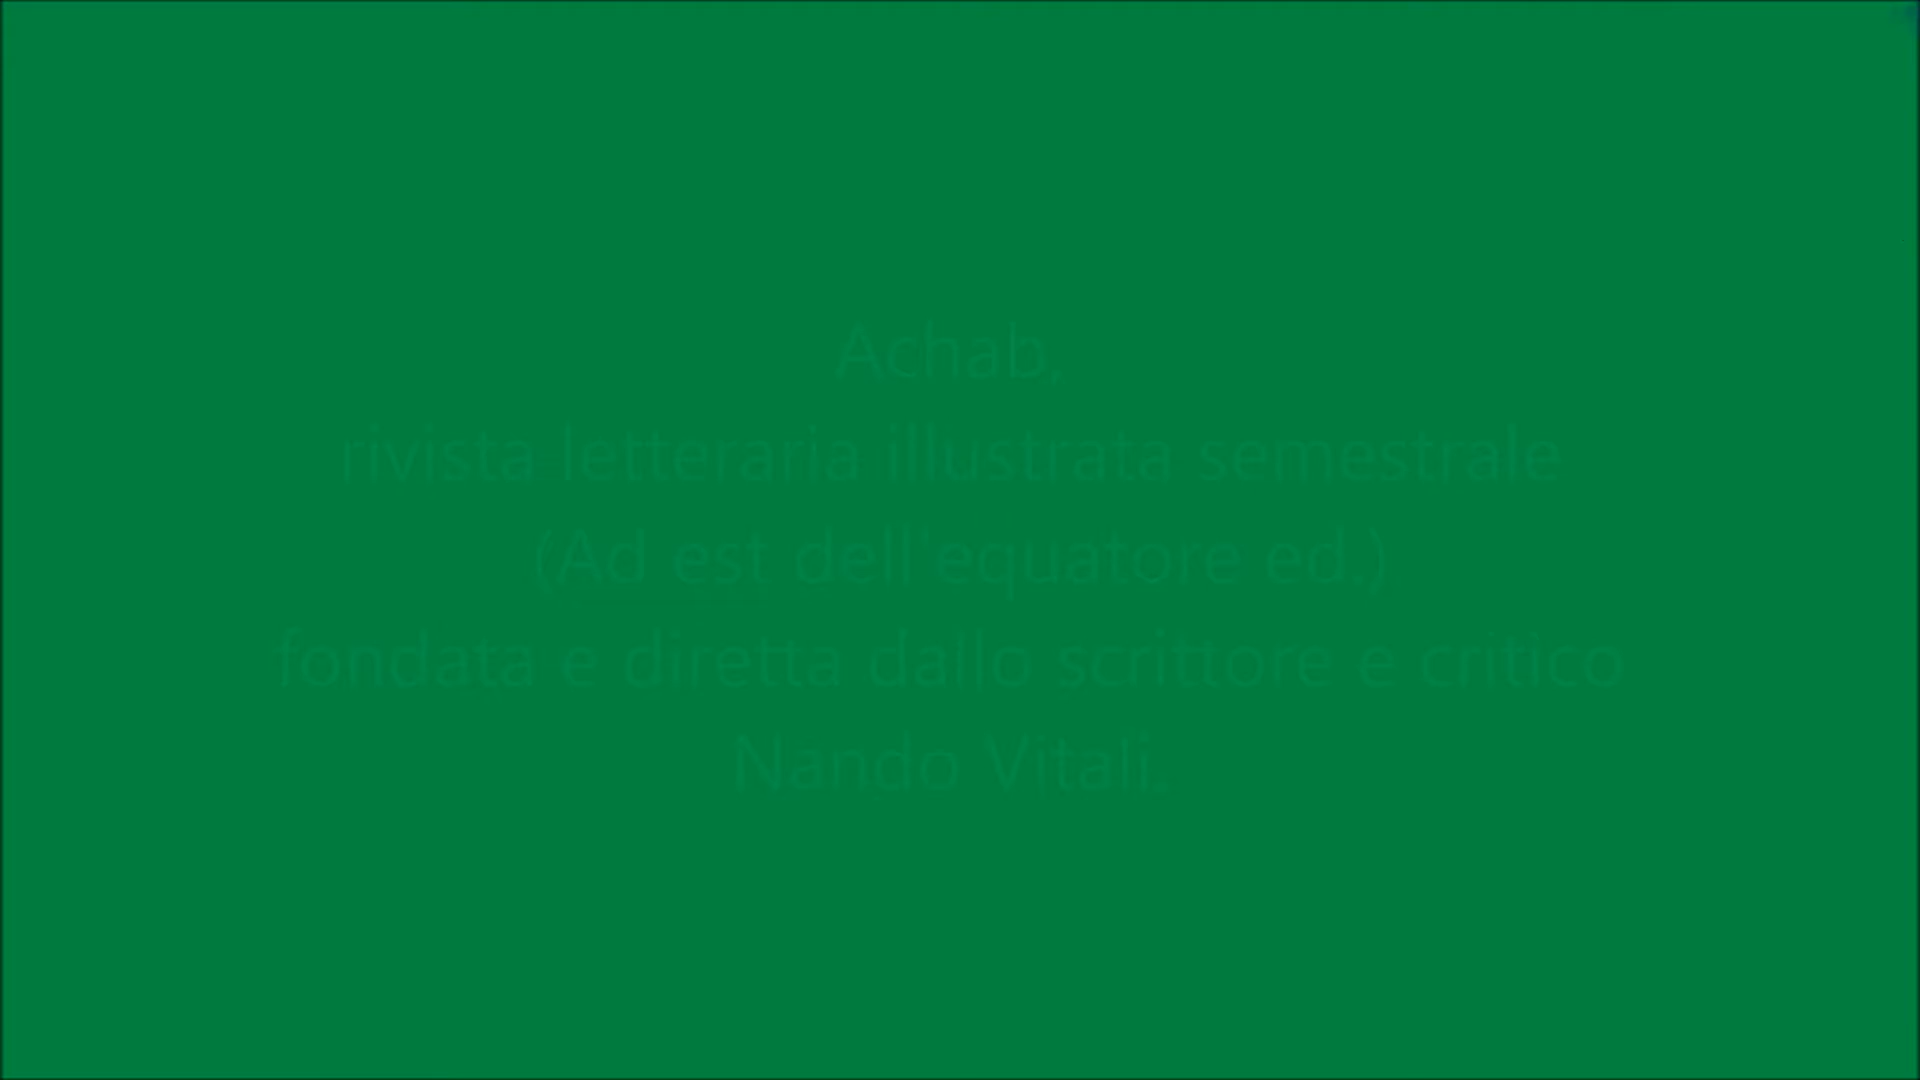 Achab,
rivista letteraria illustrata semestrale
(Ad est dell'equatore ed.)
fondata e diretta dallo scrittore e critico
Nando Vitali.